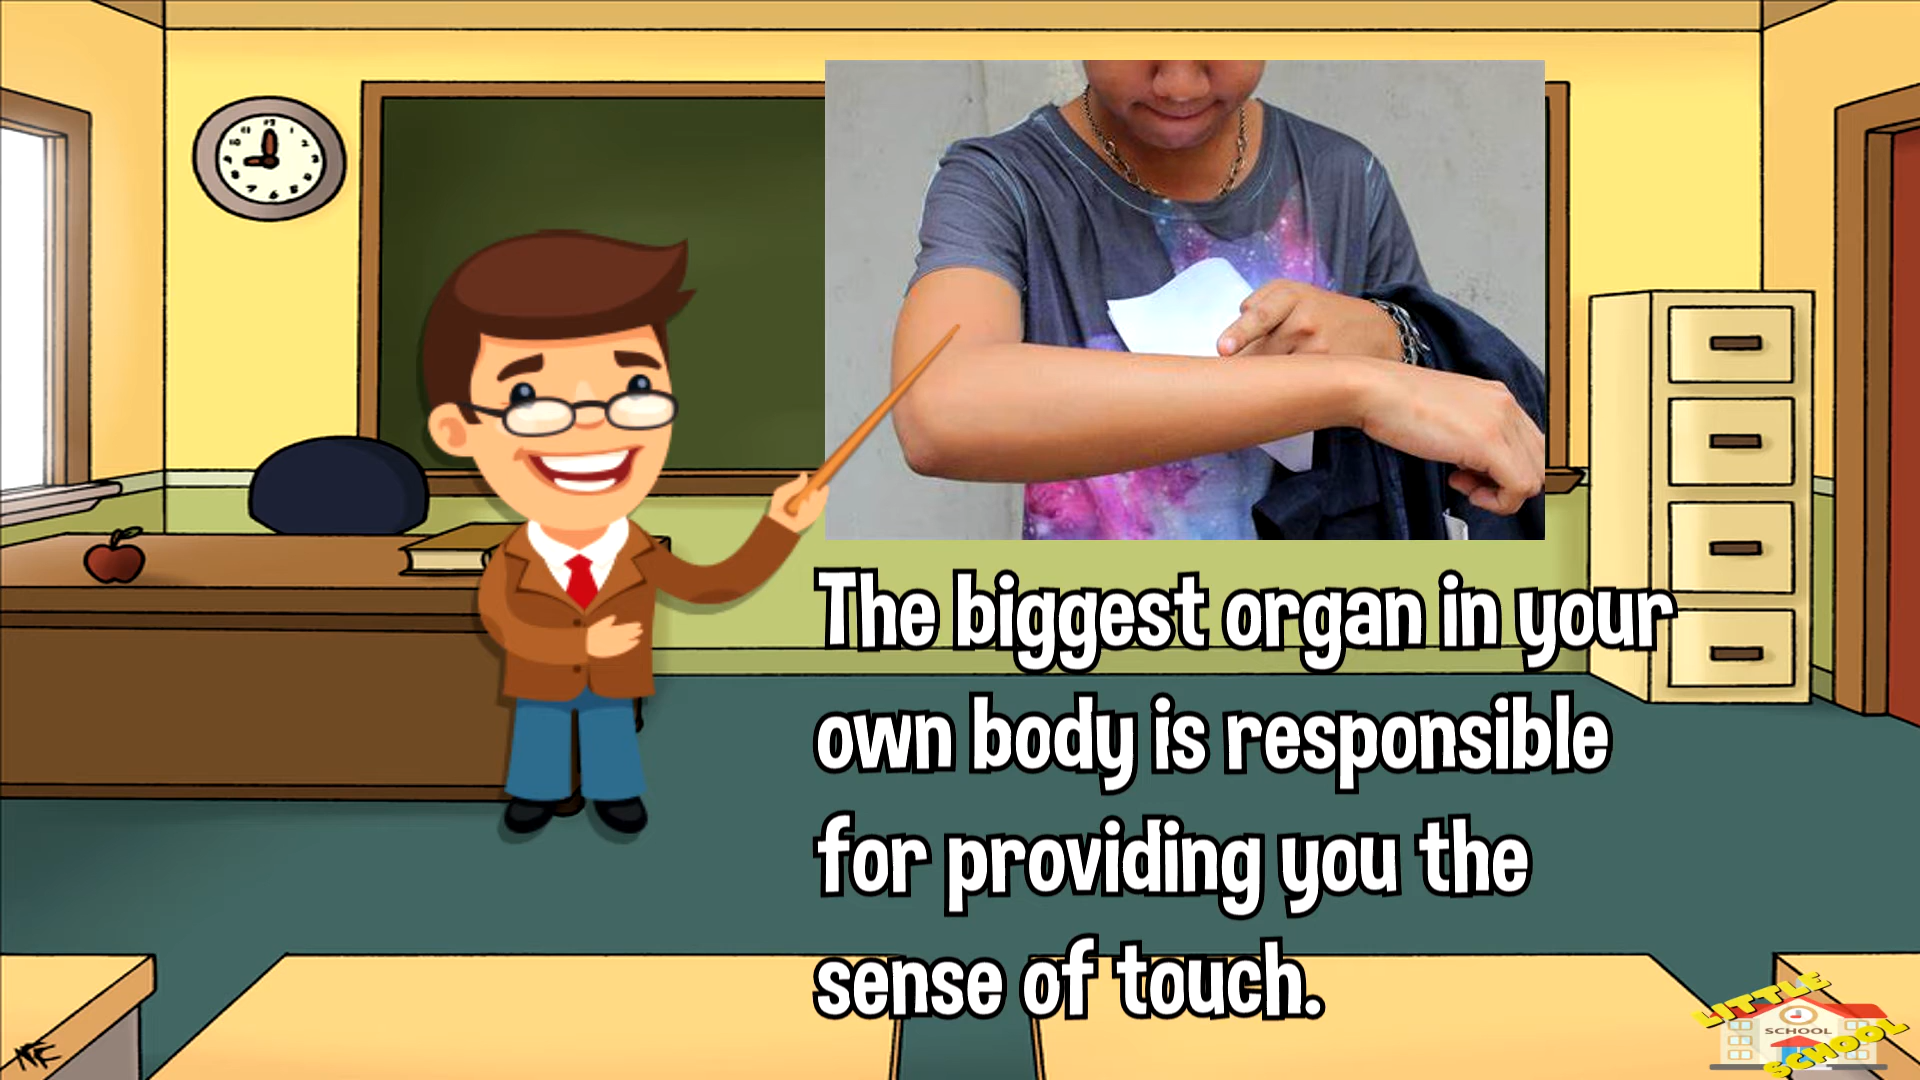 The biggest organ in your
own body is responsible
for providing you the
sense of touch.
LITTLE
SCHOOL
SCHOOL